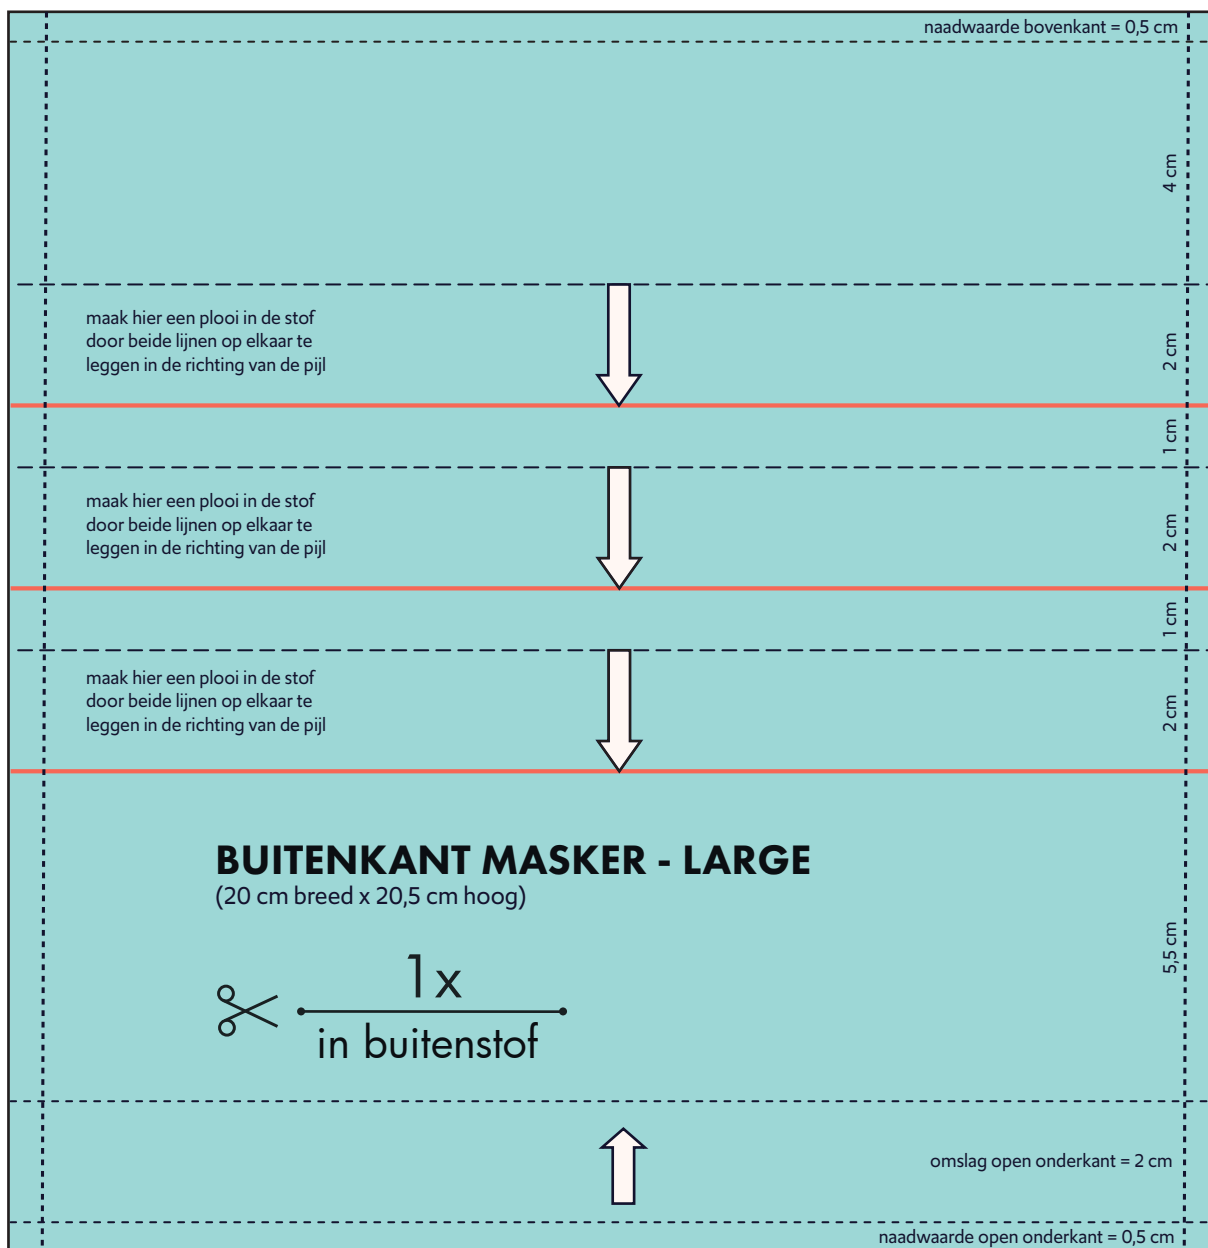 naadwaarde bovenkant = 0,5 cm
4 cm
maak hier een plooi in de stof
door beide lijnen op elkaar te
leggen in de richting van de pijl
2 cm
1 cm
maak hier een plooi in de stof
door beide lijnen op elkaar te
leggen in de richting van de pijl
2 cm
1 cm
maak hier een plooi in de stof
door beide lijnen op elkaar te
leggen in de richting van de pijl
2 cm
BUITENKANT MASKER - LARGE
(20 cm breed x 20,5 cm hoog)
5,5 cm
1x
in buitenstof
omslag open onderkant = 2 cm
naadwaarde open onderkant = 0,5 cm